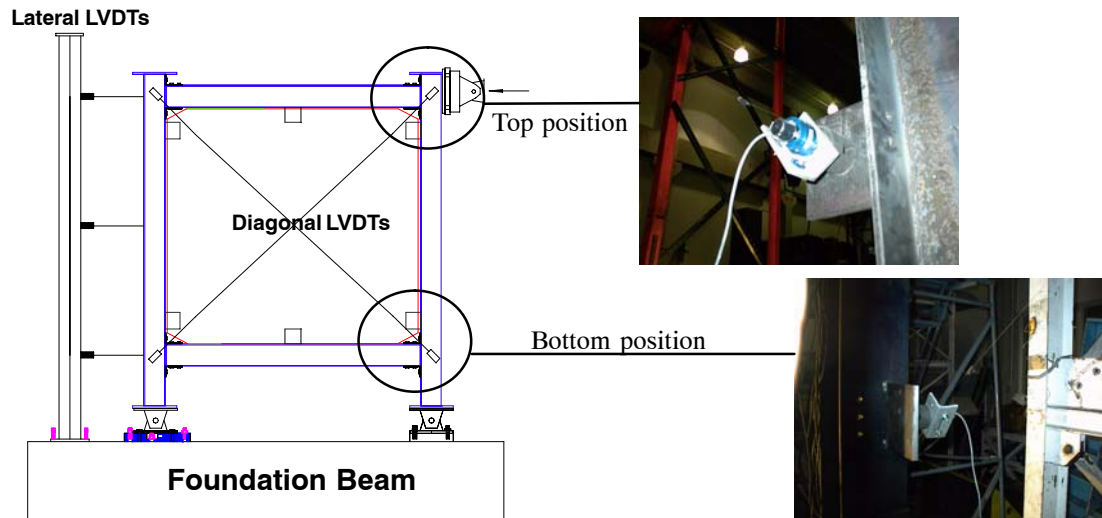 Lateral LVDTs
Top position
Diagonal LVDTs
Bottom position
Foundation Beam